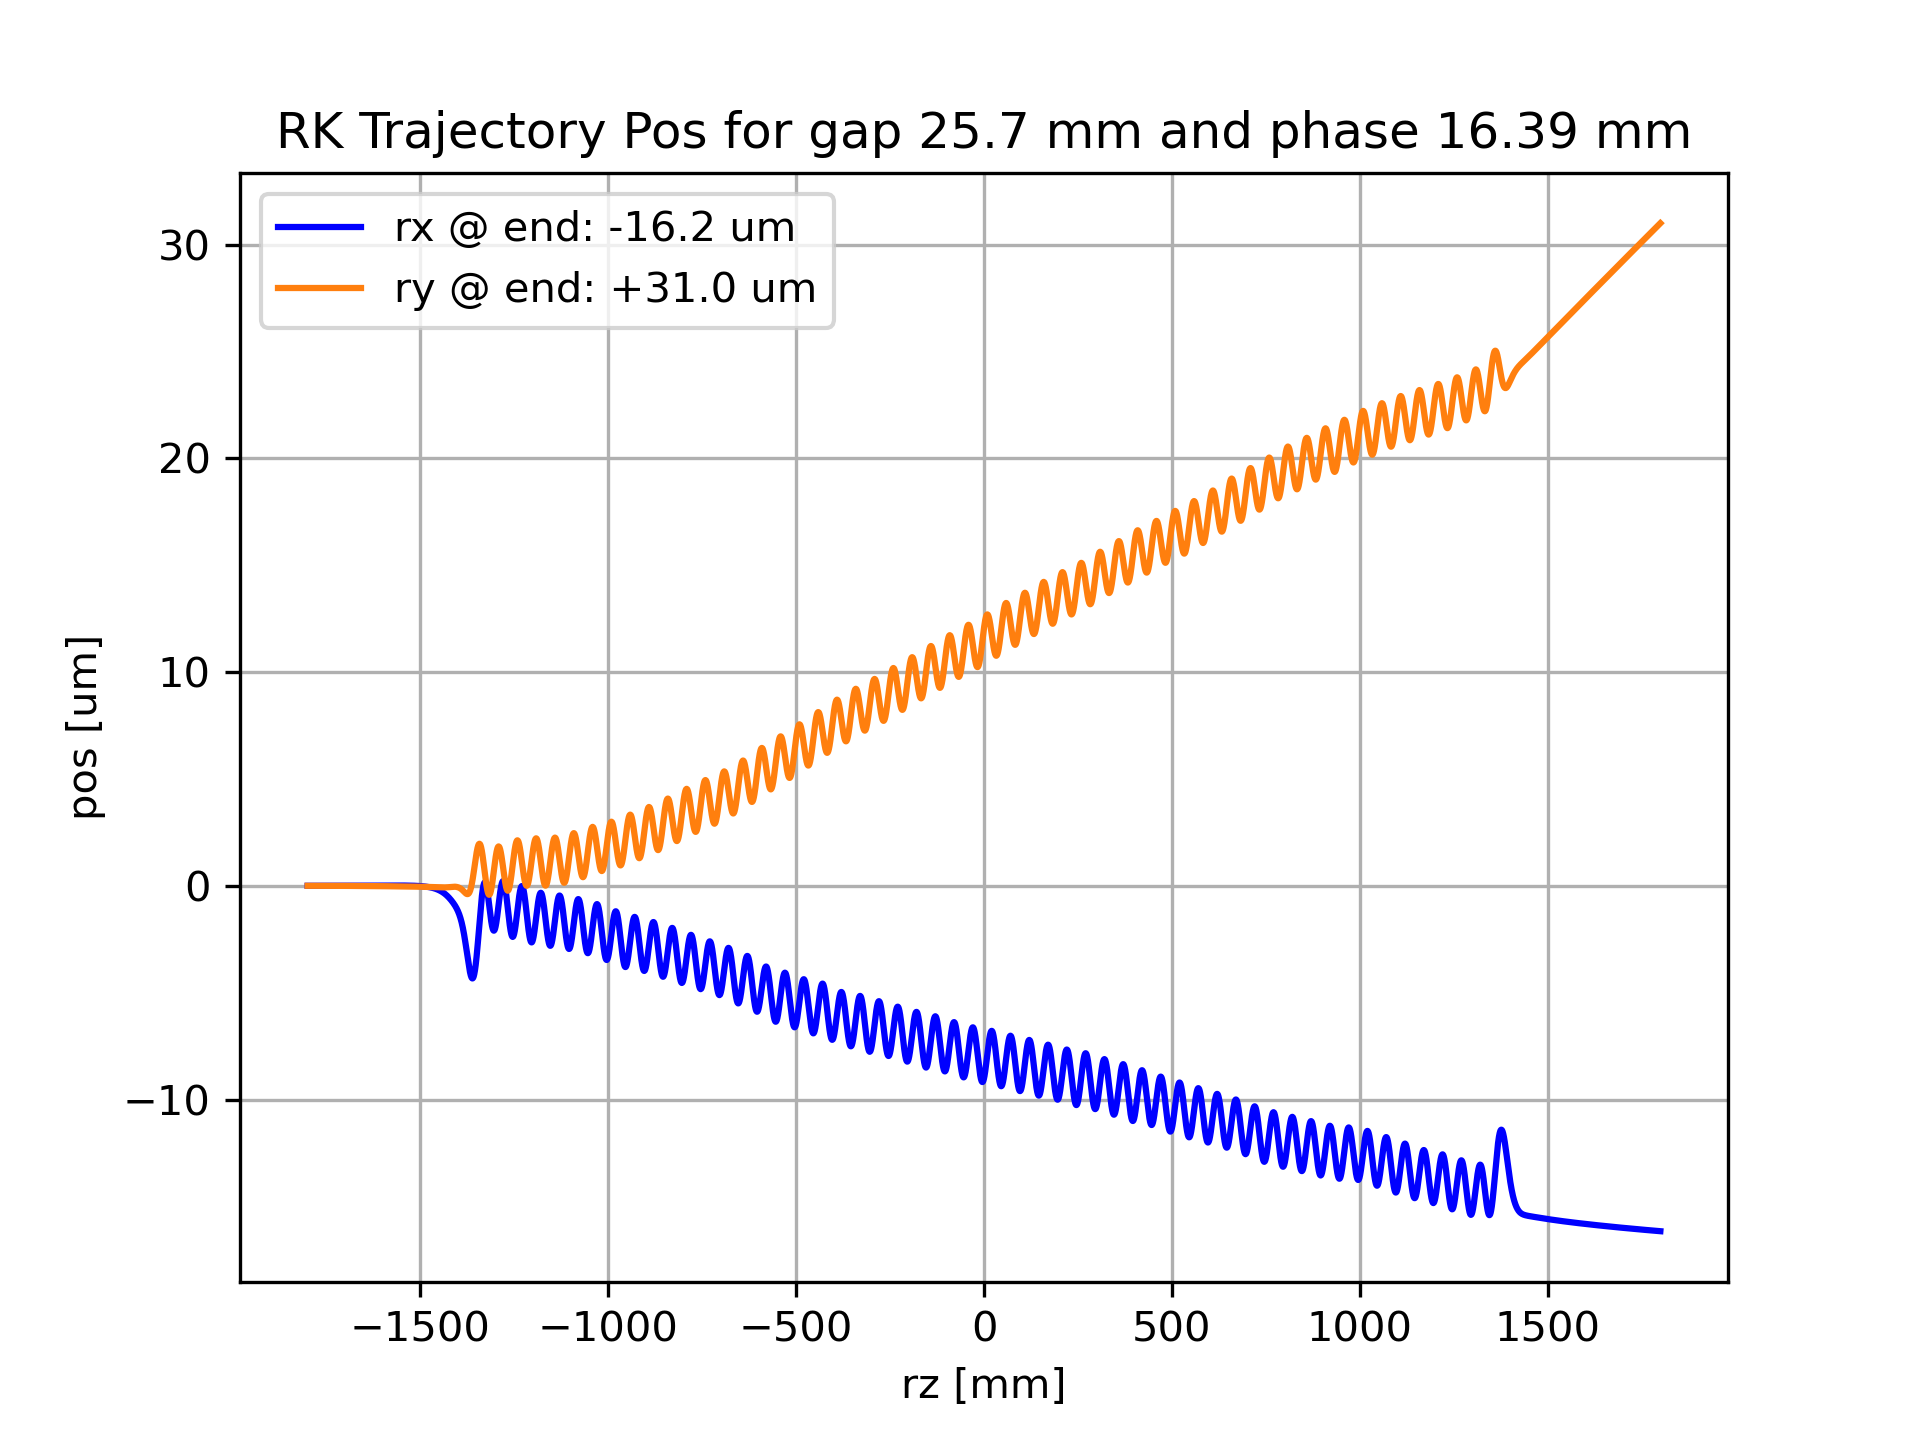 RK Trajectory Pos for gap 25.7 mm and phase 16.39 mm
rx @ end: -16.2 um
ry @ end: +31.0 um
30
20
10
0
−10
pos [um]
−1500 −1000 −500 0 500 1000 1500
rz [mm]